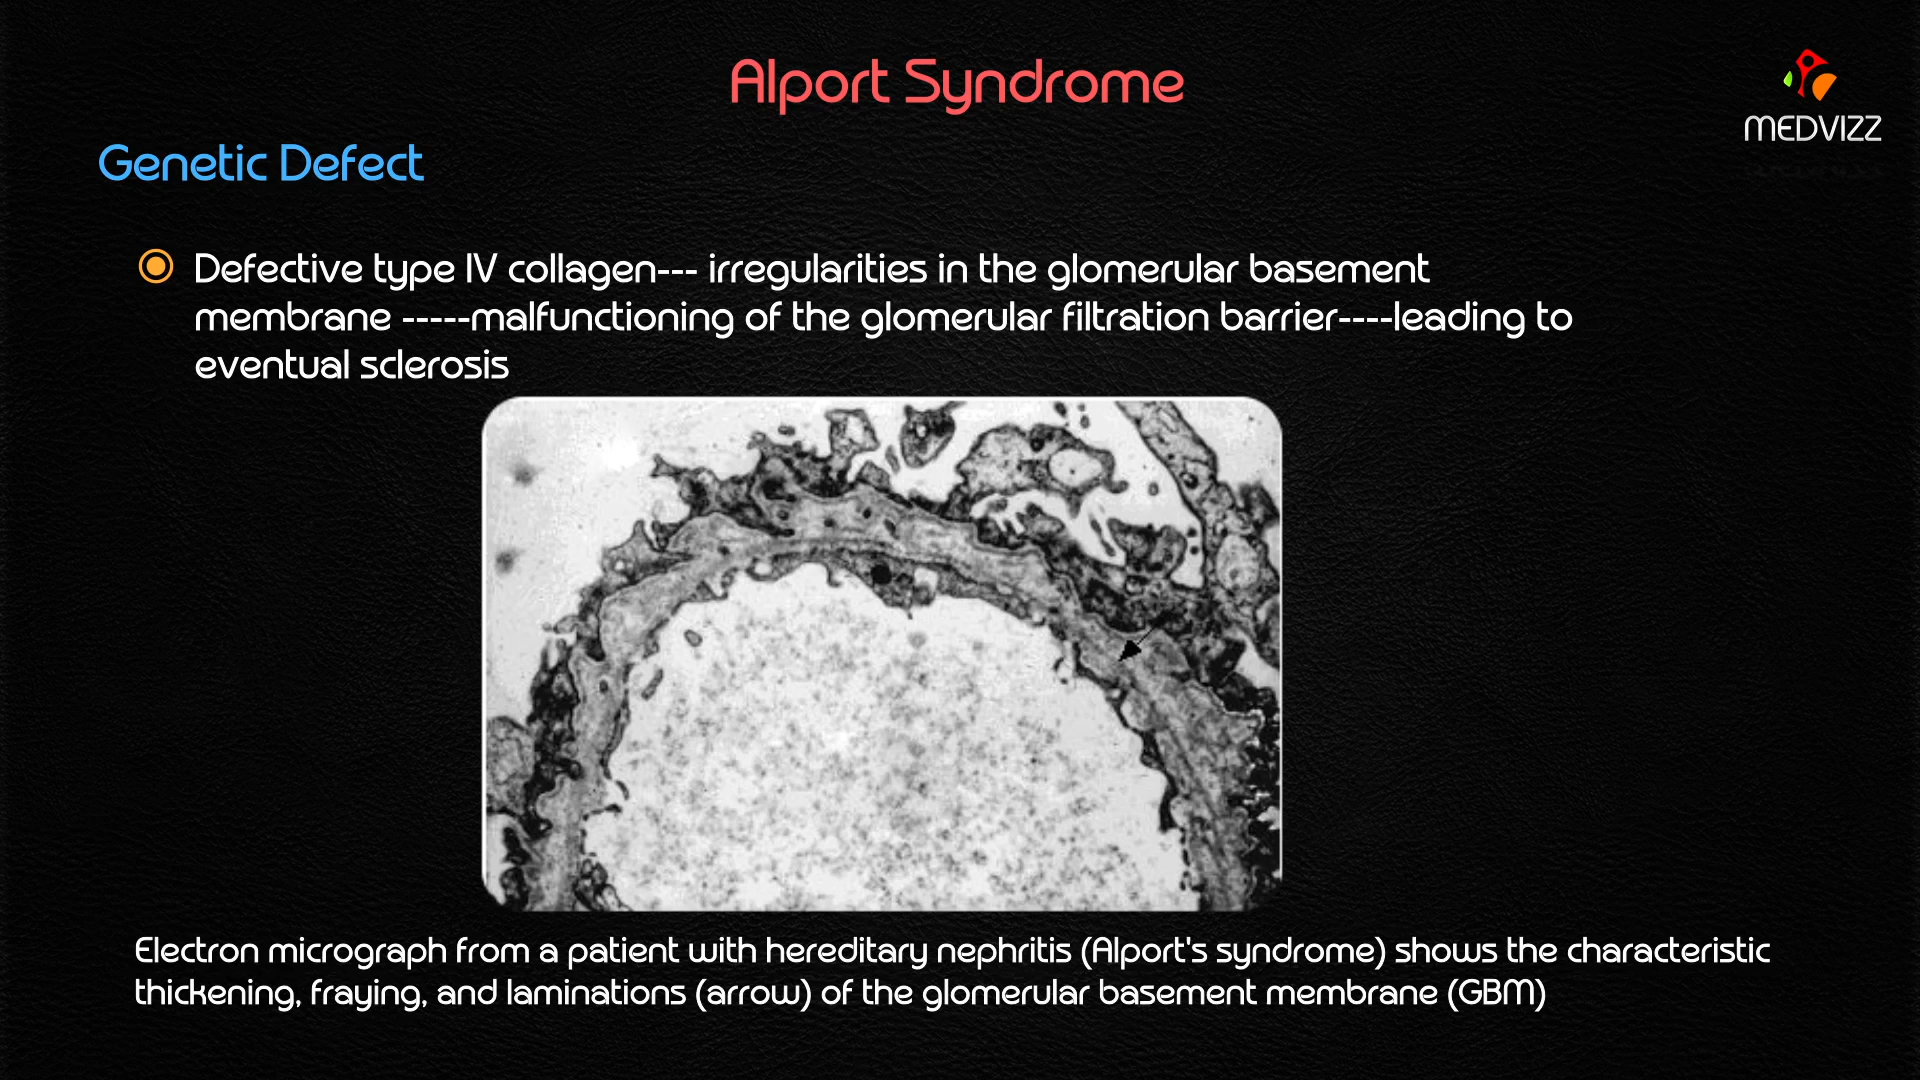 Alport Syndrome
MEDVIZZ
Genetic Defect
Defective type IV collagen--- irregularities in the glomerular basement
membrane -----malfunctioning of the glomerular filtration barrier----leading to
eventual sclerosis
Electron micrograph from a patient with hereditary nephritis (Alport's syndrome) shows the characteristic
thickening, fraying, and laminations (arrow) of the glomerular basement membrane (GBM)